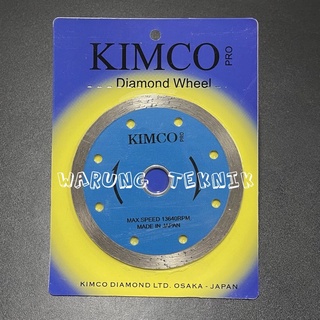 KIMCO PRO
Diamond Wheel
KIMCO PRO
WARUNG TEKNIK
MAX SPEED 13640RPM
MADE IN JAPAN
KIMCO DIAMOND LTD. OSAKA - JAPAN